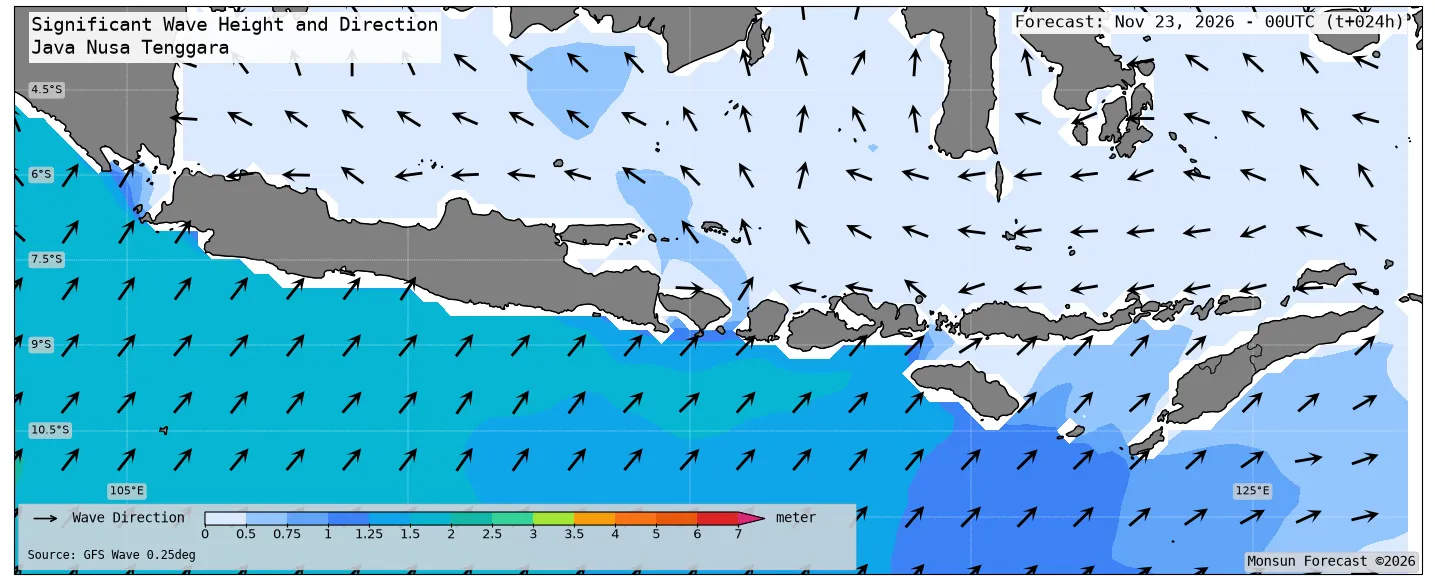 Significant Wave Height and Direction
Java Nusa Tenggara
Forecast: Nov 23, 2026 - 00UTC (t+024h)
4.5°S
6°S
7.5°S
9°S
10.5°S
105°E
125°E
Wave Direction
0 0.5 0.75 1 1.25 1.5 2 2.5 3 3.5 4 5 6 7
meter
Source: GFS Wave 0.25deg
Monsun Forecast ©2026